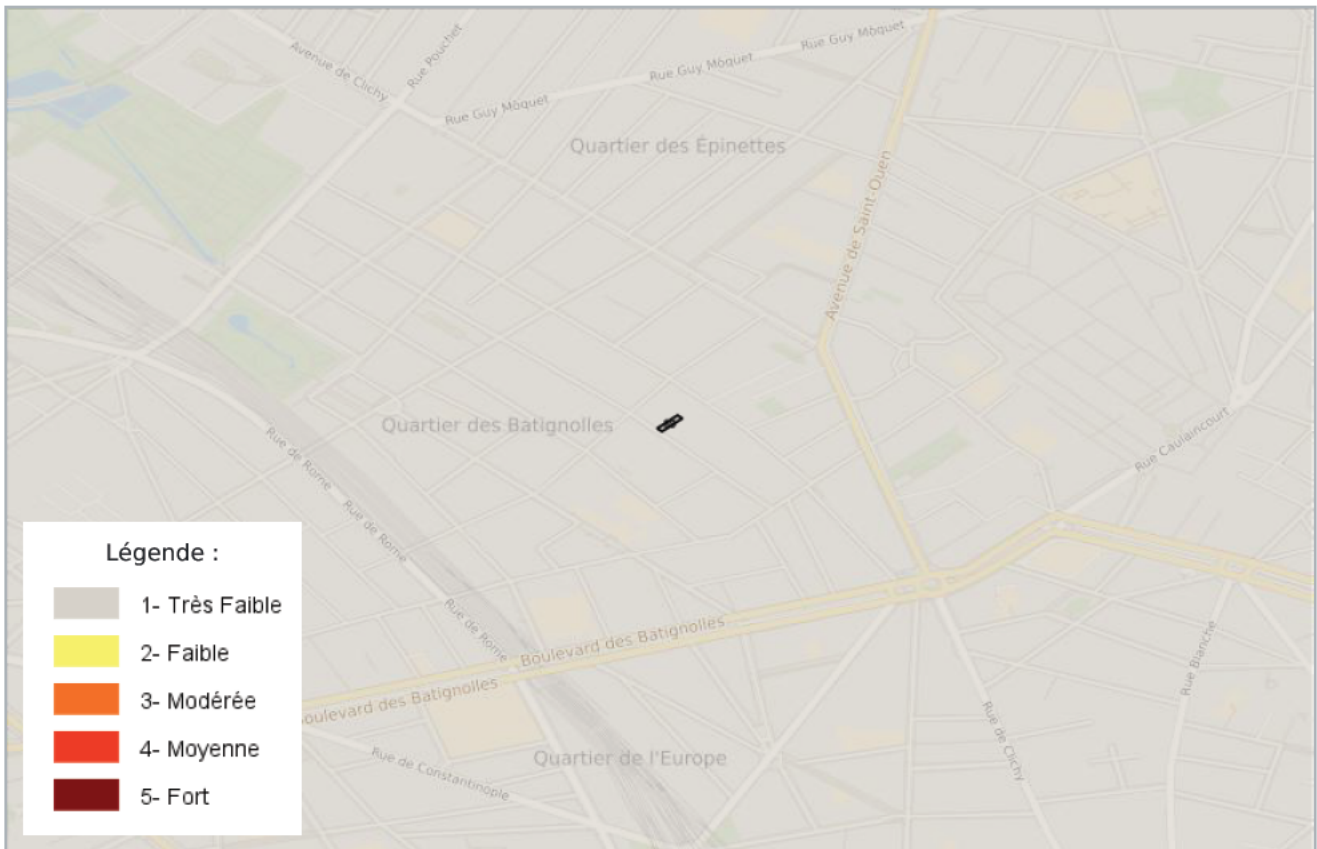 Rue Guy Môquet
Avenue de Clichy
Rue Pouchet
Rue Guy Môquet
Rue Guy Môquet
Quartier des Épinettes
Avenue de Saint-Ouen
Quartier des Batignolles
Rue Caulaincourt
Rue de Rome
Rue de Rome
Rue de Rome
Boulevard des Batignolles
Boulevard des Batignolles
Rue Blanche
Rue de Clichy
Quartier de l'Europe
Rue de Constantinople
Légende :
1- Très Faible
2- Faible
3- Modérée
4- Moyenne
5- Fort